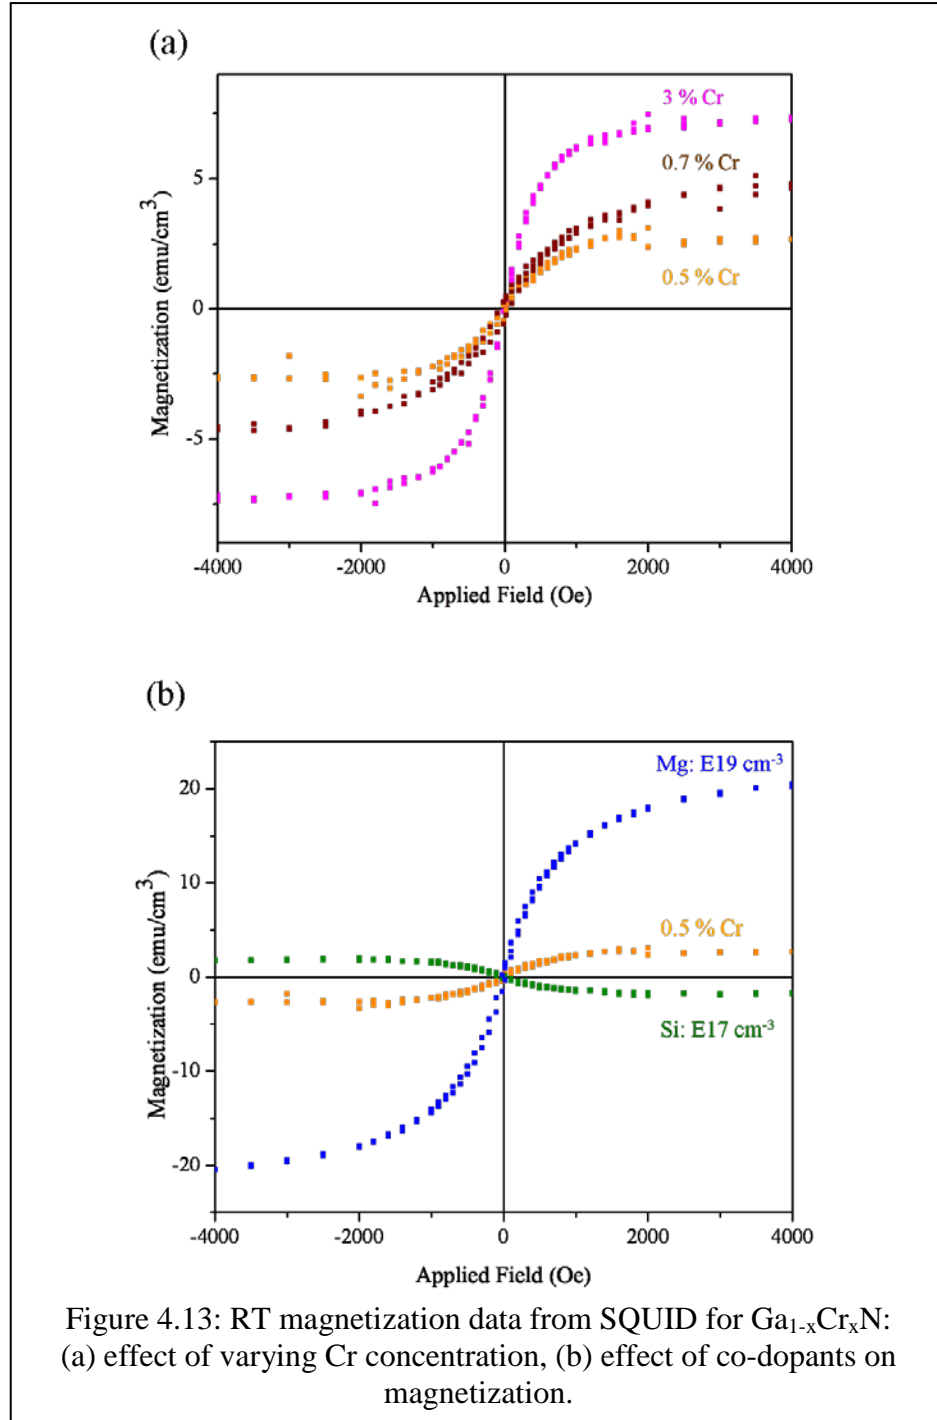 (a)
3 % Cr
0.7 % Cr
0.5 % Cr
5
0
-5
Magnetization (emu/cm³)
-4000 -2000 0 2000 4000
Applied Field (Oe)
(b)
Mg: E19 cm⁻³
0.5 % Cr
Si: E17 cm⁻³
20
10
0
-10
-20
Magnetization (emu/cm³)
-4000 -2000 0 2000 4000
Applied Field (Oe)
Figure 4.13: RT magnetization data from SQUID for Ga₁₋ₓCrₓN:
(a) effect of varying Cr concentration, (b) effect of co-dopants on
magnetization.